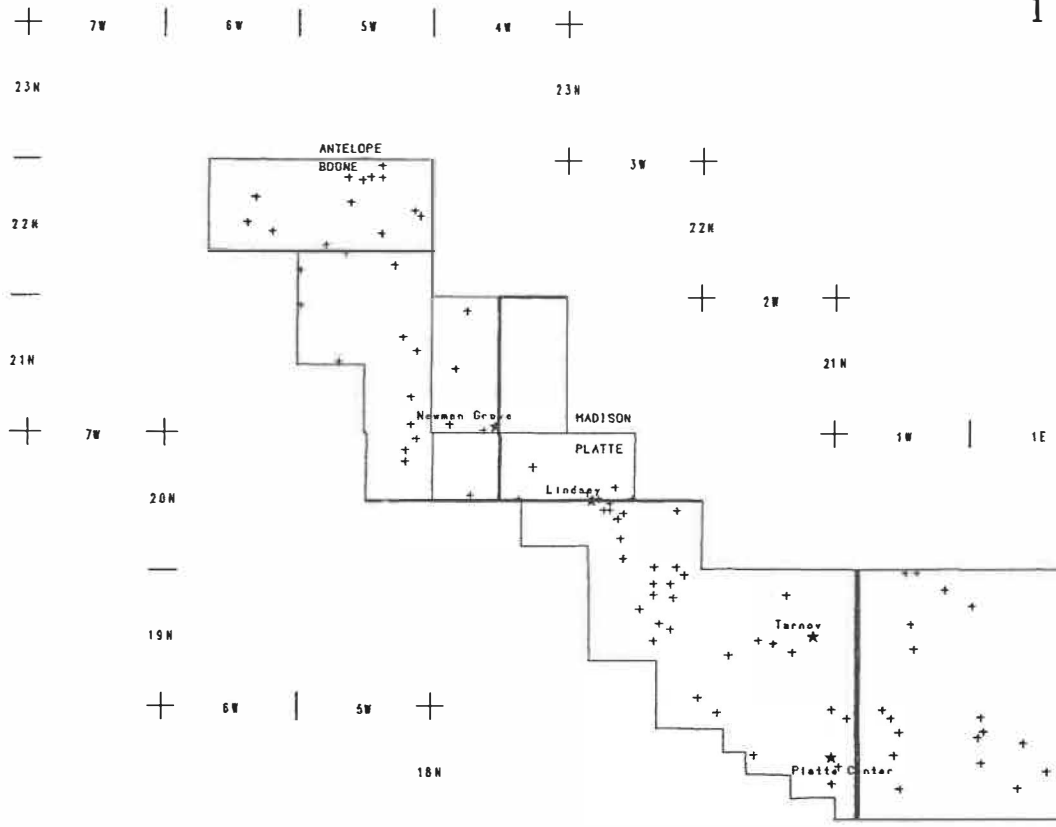 1
7W 6W 5W 4W
23N 23N
ANTELOPE
BOONE
3W
22N 22N
2W
21N 21N
Newman Grove
MADISON
7W 1W 1E
PLATTE
Lindsay
20N
Tarnov
19N
6W 5W
Platte Center
18N